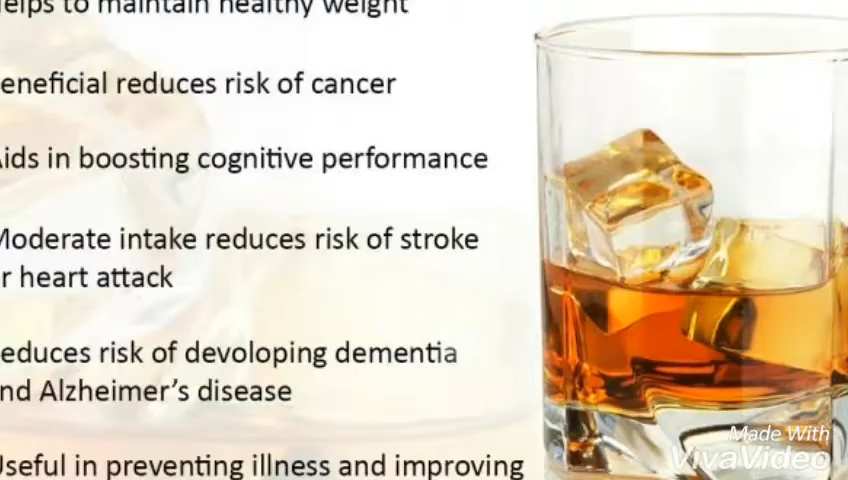 elps to maintain healthy weight
eneficial reduces risk of cancer
Aids in boosting cognitive performance
Moderate intake reduces risk of stroke
r heart attack
educes risk of devoloping dementia
nd Alzheimer's disease
Useful in preventing illness and improving
Made With
VivaVideo